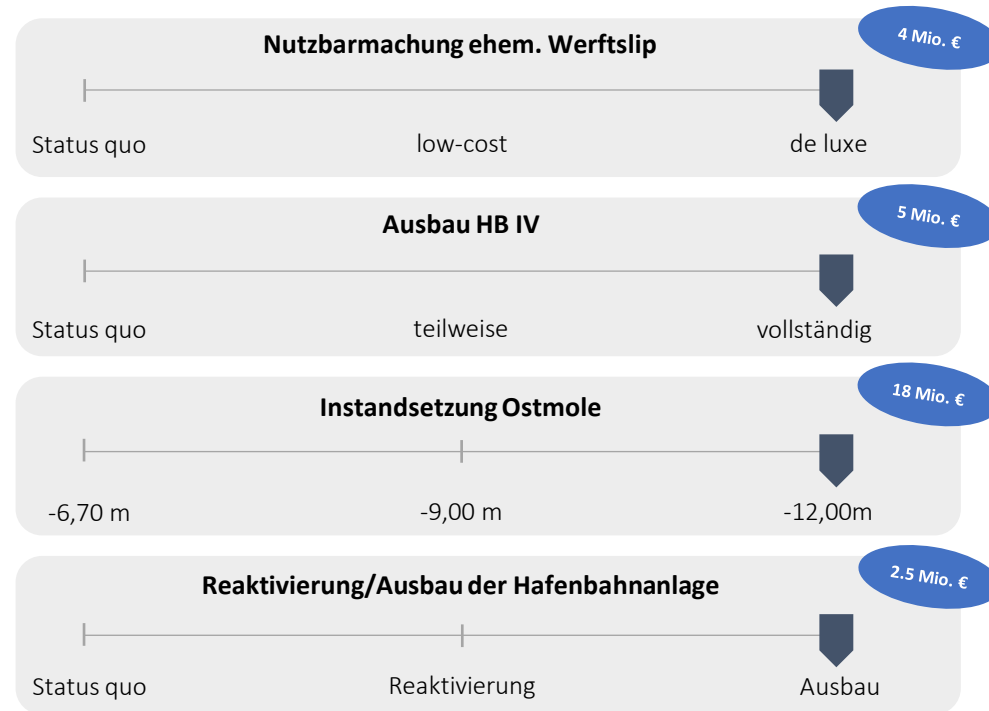 Nutzbarmachung ehem. Werftslip
4 Mio. €
Status quo low-cost de luxe
Ausbau HB IV
5 Mio. €
Status quo teilweise vollständig
Instandsetzung Ostmole
18 Mio. €
-6,70 m -9,00 m -12,00m
Reaktivierung/Ausbau der Hafenbahnanlage
2.5 Mio. €
Status quo Reaktivierung Ausbau